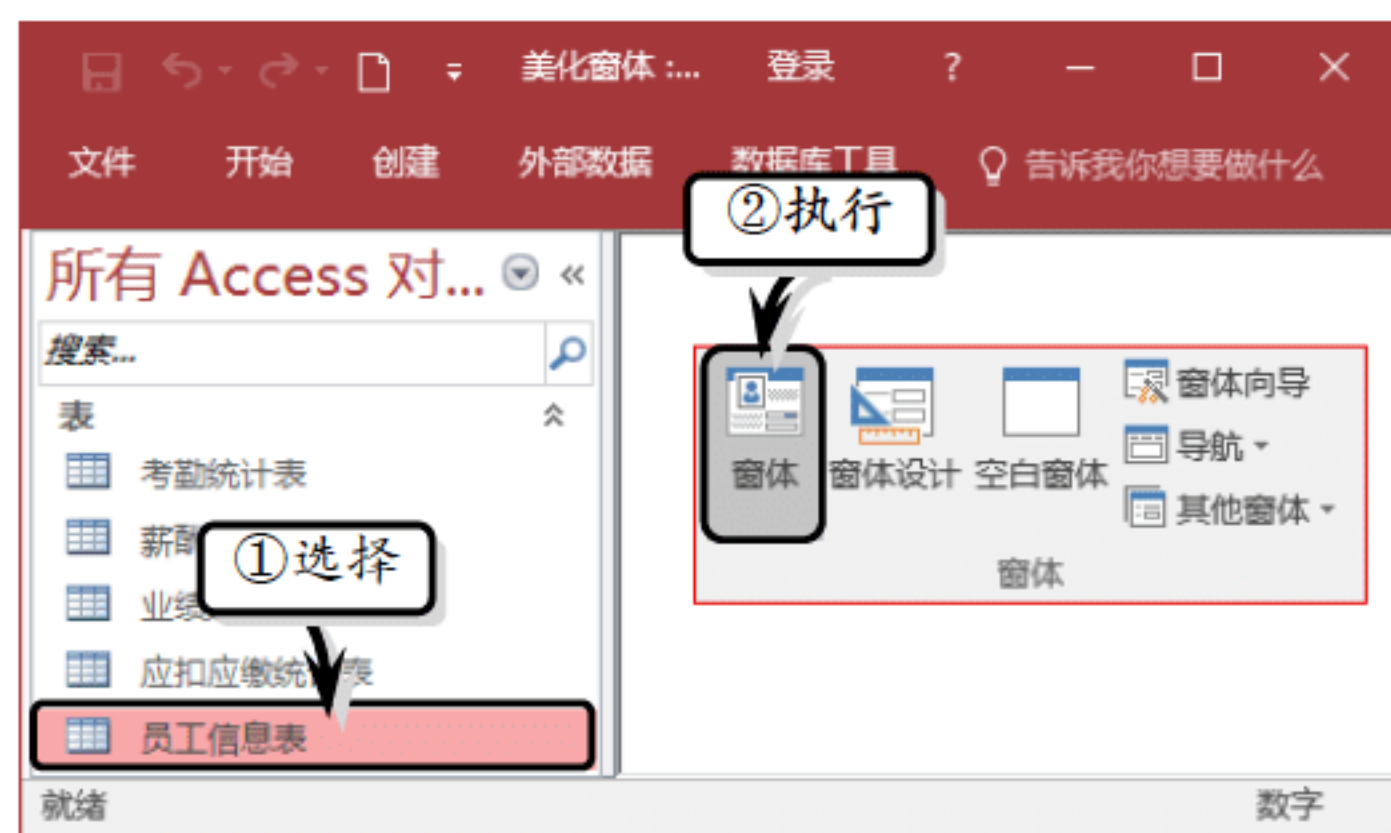 美化窗体 :... 登录 ?
文件 开始 创建 外部数据 数据库工具 告诉我你想要做什么
②执行
所有 Access 对... «
搜索...
表
考勤统计表
薪酬
①选择
业绩
应扣应缴统 表
员工信息表
窗体 窗体设计 空白窗体
窗体向导
导航
其他窗体
窗体
就绪 数字